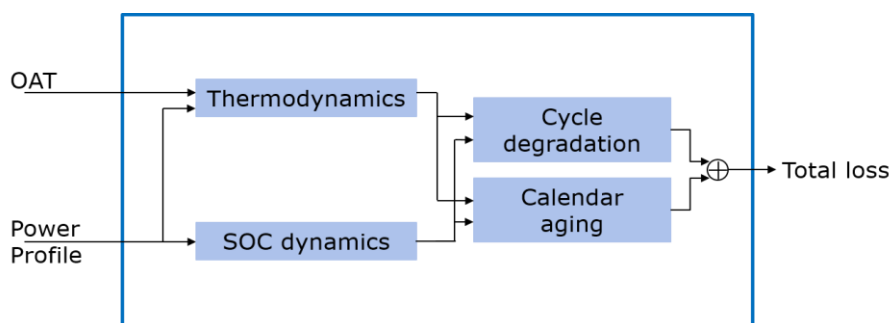 OAT
Thermodynamics
Cycle
degradation
Total loss
Calendar
aging
Power
Profile
SOC dynamics